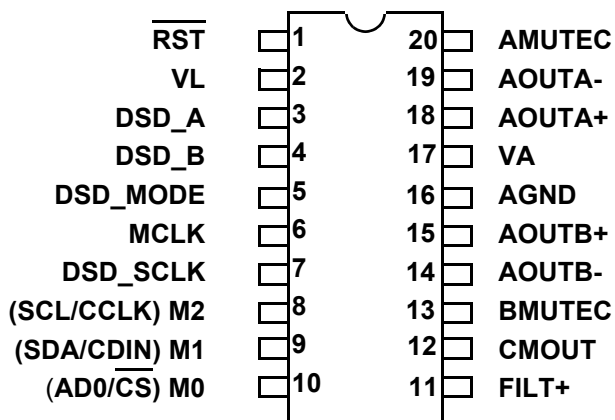 RST 1 20 AMUTEC
VL 2 19 AOUTA-
DSD_A 3 18 AOUTA+
DSD_B 4 17 VA
DSD_MODE 5 16 AGND
MCLK 6 15 AOUTB+
DSD_SCLK 7 14 AOUTB-
(SCL/CCLK) M2 8 13 BMUTEC
(SDA/CDIN) M1 9 12 CMOUT
(AD0/CS) M0 10 11 FILT+